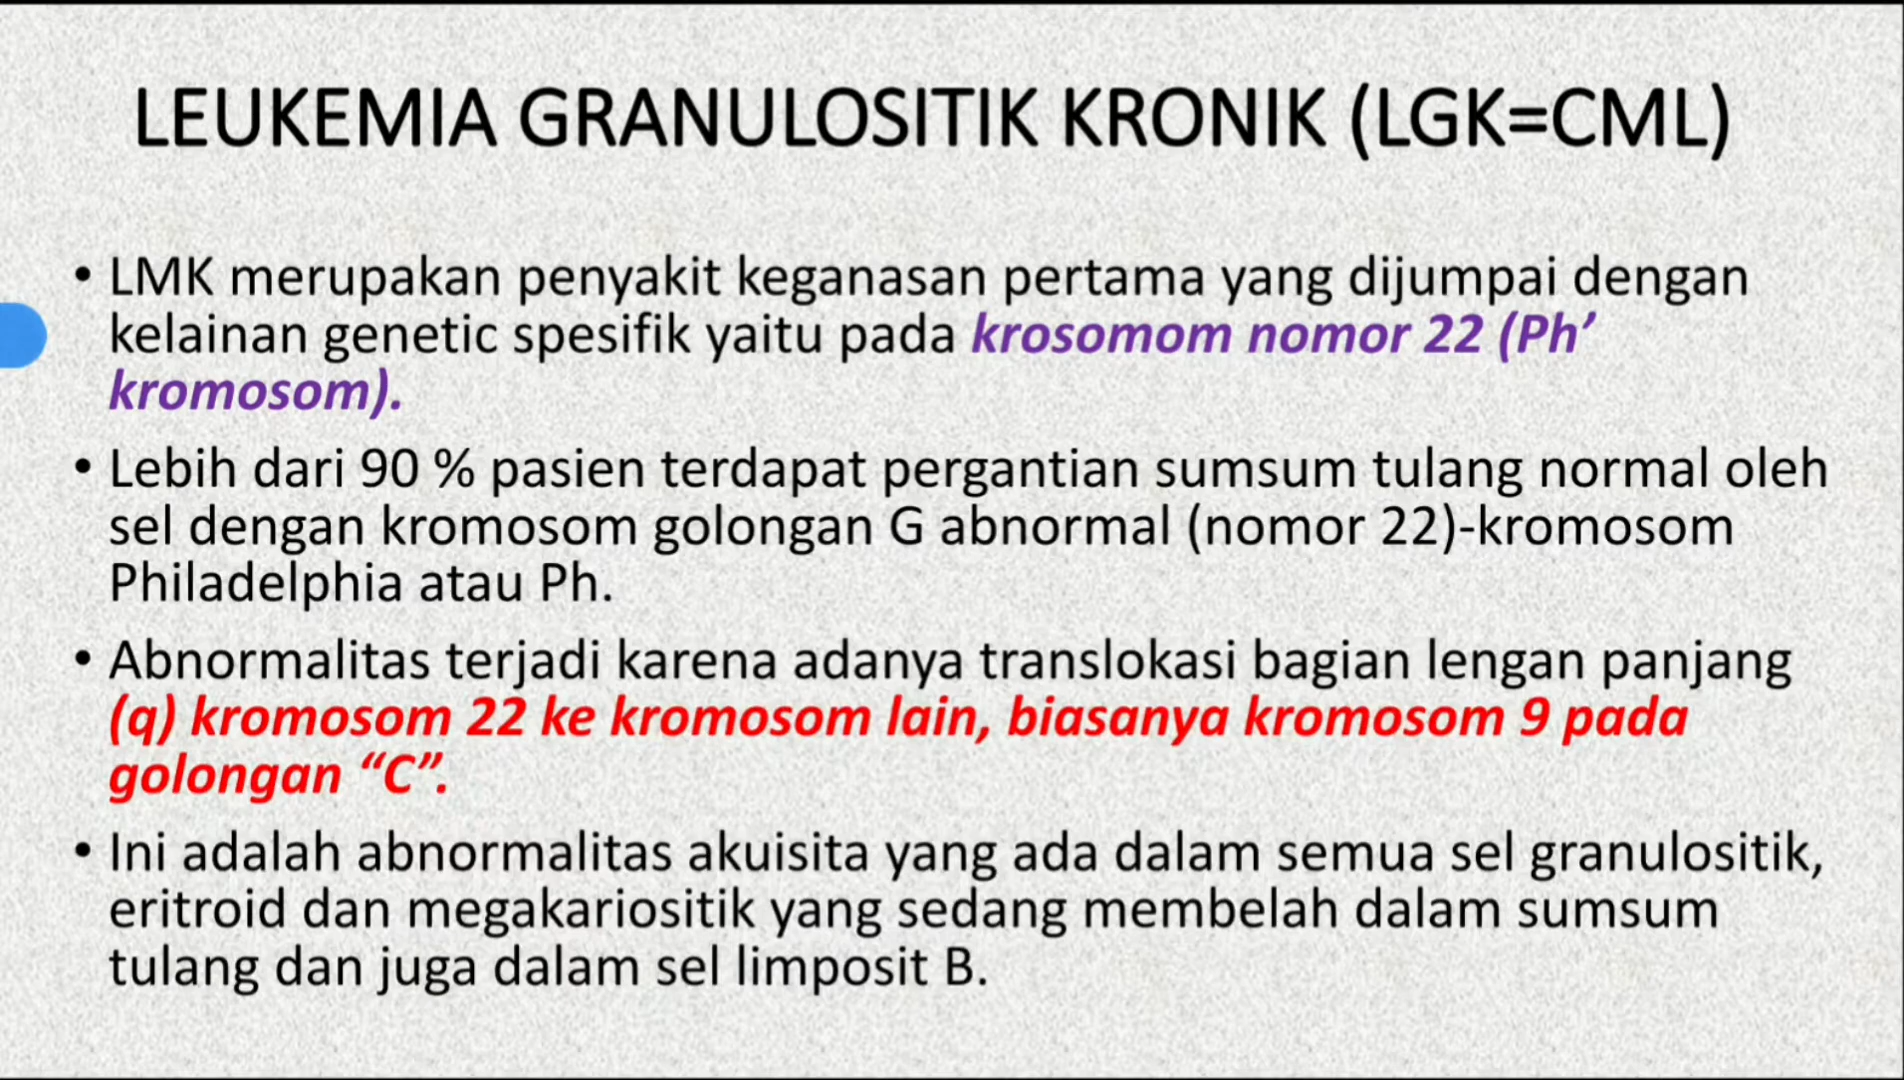 LEUKEMIA GRANULOSITIK KRONIK (LGK=CML)
• LMK merupakan penyakit keganasan pertama yang dijumpai dengan
kelainan genetic spesifik yaitu pada krosomom nomor 22 (Ph’
kromosom).
• Lebih dari 90 % pasien terdapat pergantian sumsum tulang normal oleh
sel dengan kromosom golongan G abnormal (nomor 22)-kromosom
Philadelphia atau Ph.
• Abnormalitas terjadi karena adanya translokasi bagian lengan panjang
(q) kromosom 22 ke kromosom lain, biasanya kromosom 9 pada
golongan “C”.
• Ini adalah abnormalitas akuisita yang ada dalam semua sel granulositik,
eritroid dan megakariositik yang sedang membelah dalam sumsum
tulang dan juga dalam sel limposit B.